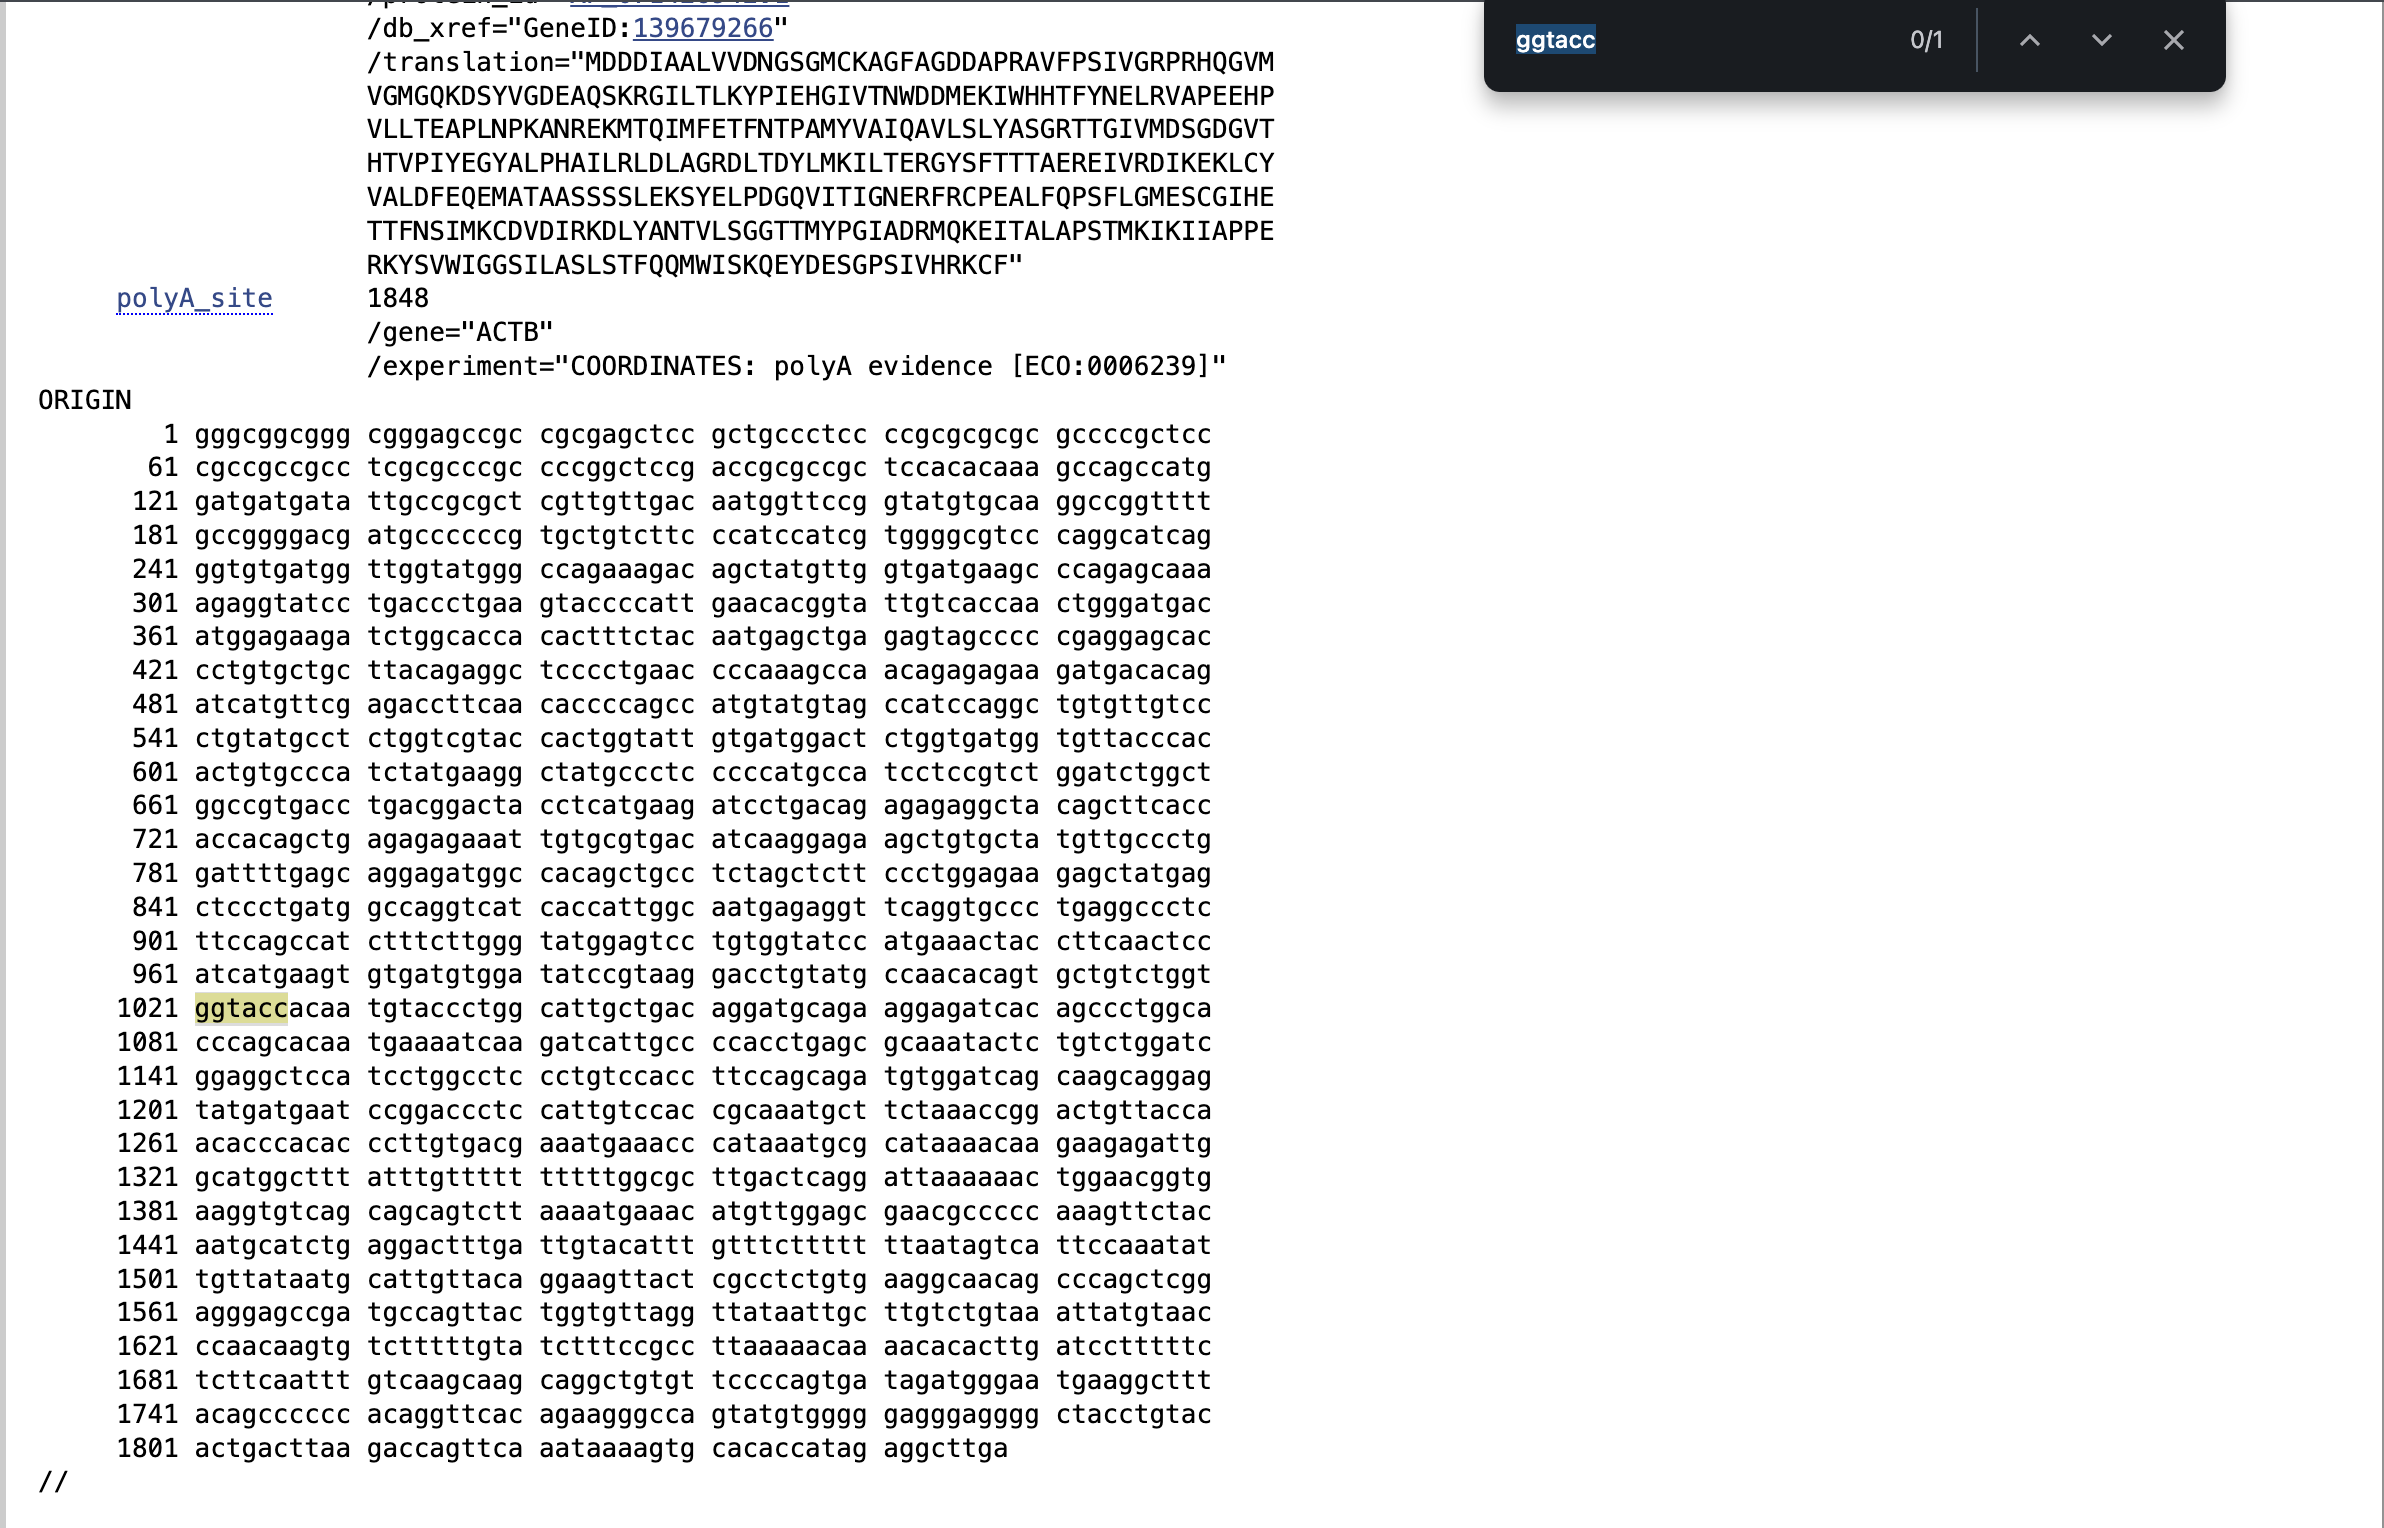 /db_xref="GeneID:139679266"
ggtacc 0/1
/translation="MDDDIAALVVDNGSGMCKAGFAGDDAPRAVFPSIVGRPRHQGVM
VGMGQKDSYVGDEAQSKRGILTLKYPIEHGIVTNWDDMEKIWHHTFYNELRVAPEEHP
VLLTEAPLNPKANREKMTQIMFETFNTPAMYVAIQAVLSLYASGRTTGIVMDSGDGVT
HTVPIYEGYALPHAILRLDLAGRDLTDYLMKILTERGYSFTTTAEREIVRDIKEKLCY
VALDFEQEMATAASSSSLEKSYELPDGQVITIGNERFRCPEALFQPSFLGMESCGIHE
TTFNSIMKCDVDIRKDLYANTVLSGGTTMYPGIADRMQKEITALAPSTMKIKIIAPPE
RKYSVWIGGSILASLSTFQQMWISKQEYDESGPSIVHRKCF"
polyA_site 1848
/gene="ACTB"
/experiment="COORDINATES: polyA evidence [ECO:0006239]"
ORIGIN
1 gggcggcggg cgggagccgc cgcgagctcc gctgccctcc ccgcgcgcgc gccccgctcc
61 cgccgccgcc tcgcgcccgc cccggctccg accgcgccgc tccacacaaa gccagccatg
121 gatgatgata ttgccgcgct cgttgttgac aatggttccg gtatgtgcaa ggccggtttt
181 gccggggacg atgccccccg tgctgtcttc ccatccatcg tggggcgtcc caggcatcag
241 ggtgtgatgg ttggtatggg ccagaaagac agctatgttg gtgatgaagc ccagagcaaa
301 agaggtatcc tgaccctgaa gtaccccatt gaacacggta ttgtcaccaa ctgggatgac
361 atggagaaga tctggcacca cactttctac aatgagctga gagtagcccc cgaggagcac
421 cctgtgctgc ttacagaggc tcccctgaac cccaaagcca acagagagaa gatgacacag
481 atcatgttcg agaccttcaa caccccagcc atgtatgtag ccatccaggc tgtgttgtcc
541 ctgtatgcct ctggtcgtac cactggtatt gtgatggact ctggtgatgg tgttacccac
601 actgtgccca tctatgaagg ctatgccctc ccccatgcca tcctccgtct ggatctggct
661 ggccgtgacc tgacggacta cctcatgaag atcctgacag agagaggcta cagcttcacc
721 accacagctg agagagaaat tgtgcgtgac atcaaggaga agctgtgcta tgttgccctg
781 gattttgagc aggagatggc cacagctgcc tctagctctt ccctggagaa gagctatgag
841 ctccctgatg gccaggtcat caccattggc aatgagaggt tcaggtgccc tgaggccctc
901 ttccagccat ctttcttggg tatggagtcc tgtggtatcc atgaaactac cttcaactcc
961 atcatgaagt gtgatgtgga tatccgtaag gacctgtatg ccaacacagt gctgtctggt
1021 ggtaccacaa tgtaccctgg cattgctgac aggatgcaga aggagatcac agccctggca
1081 cccagcacaa tgaaaatcaa gatcattgcc ccacctgagc gcaaatactc tgtctggatc
1141 ggaggctcca tcctggcctc cctgtccacc ttccagcaga tgtggatcag caagcaggag
1201 tatgatgaat ccggaccctc cattgtccac cgcaaatgct tctaaaccgg actgttacca
1261 acacccacac ccttgtgacg aaatgaaacc cataaatgcg cataaaacaa gaagagattg
1321 gcatggcttt atttgttttt tttttggcgc ttgactcagg attaaaaaac tggaacggtg
1381 aaggtgtcag cagcagtctt aaaatgaaac atgttggagc gaacgccccc aaagttctac
1441 aatgcatctg aggactttga ttgtacattt gtttcttttt ttaatagtca ttccaaatat
1501 tgttataatg cattgttaca ggaagttact cgcctctgtg aaggcaacag cccagctcgg
1561 agggagccga tgccagttac tggtgttagg ttataattgc ttgtctgtaa attatgtaac
1621 ccaacaagtg tctttttgta tctttccgcc ttaaaaacaa aacacacttg atcctttttc
1681 tcttcaattt gtcaagcaag caggctgtgt tccccagtga tagatgggaa tgaaggcttt
1741 acagcccccc acaggttcac agaagggcca gtatgtgggg gagggagggg ctacctgtac
1801 actgacttaa gaccagttca aataaaagtg cacaccatag aggcttga
//